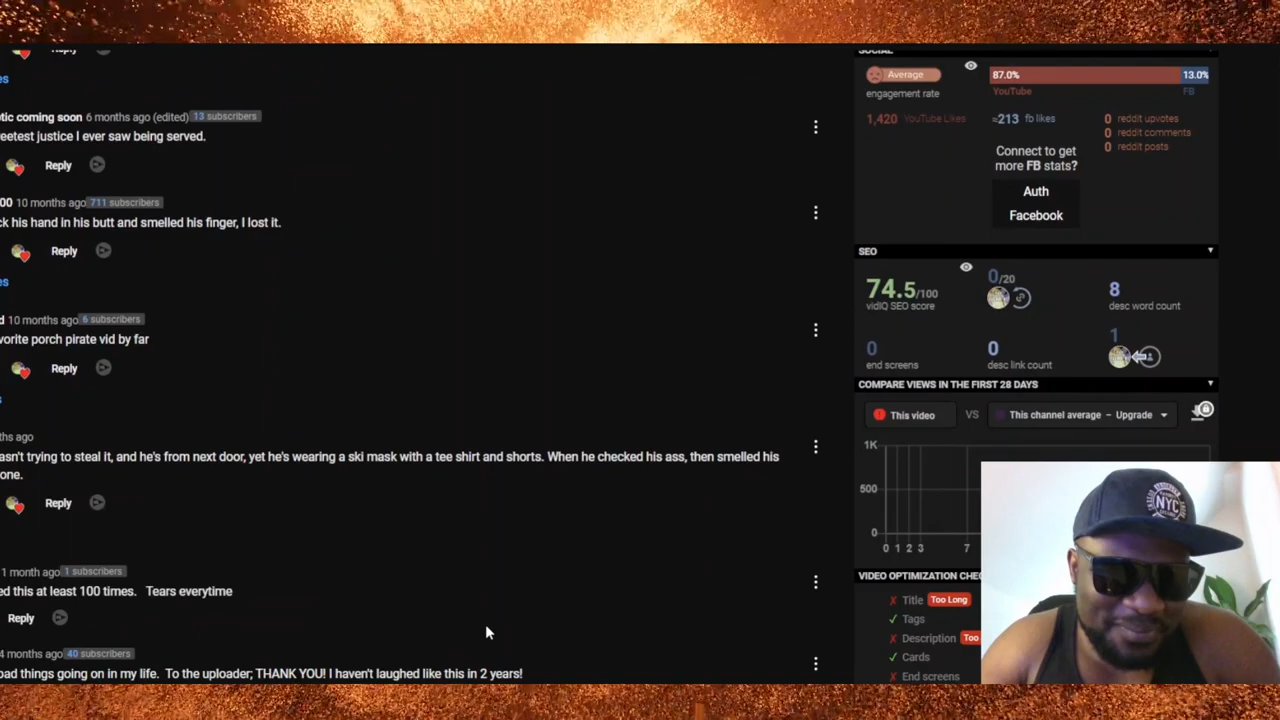 Reply
es
tic coming soon 6 months ago (edited) 13 subscribers
eetest justice I ever saw being served.
Reply
00 10 months ago 711 subscribers
ck his hand in his butt and smelled his finger, I lost it.
Reply
es
d 10 months ago 6 subscribers
vorite porch pirate vid by far
Reply
s
ths ago
asn't trying to steal it, and he's from next door, yet he's wearing a ski mask with a tee shirt and shorts. When he checked his ass, then smelled his
one.
Reply
1 month ago 1 subscribers
ed this at least 100 times. Tears everytime
Reply
4 months ago 40 subscribers
bad things going on in my life. To the uploader; THANK YOU! I haven't laughed like this in 2 years!
SOCIAL
Average
engagement rate
87.0% 13.0%
YouTube FB
1,420 YouTube Likes
≈213 fb likes
0 reddit upvotes
0 reddit comments
0 reddit posts
Connect to get
more FB stats?
Auth
Facebook
SEO
74.5/100
vidIQ SEO score
0/20
8
desc word count
0
end screens
0
desc link count
1
COMPARE VIEWS IN THE FIRST 28 DAYS
This video VS This channel average – Upgrade
1K
500
0
0 1 2 3 7
VIDEO OPTIMIZATION CHE
✗ Title Too Long
✓ Tags
✗ Description Too
✓ Cards
✗ End screens
NYC